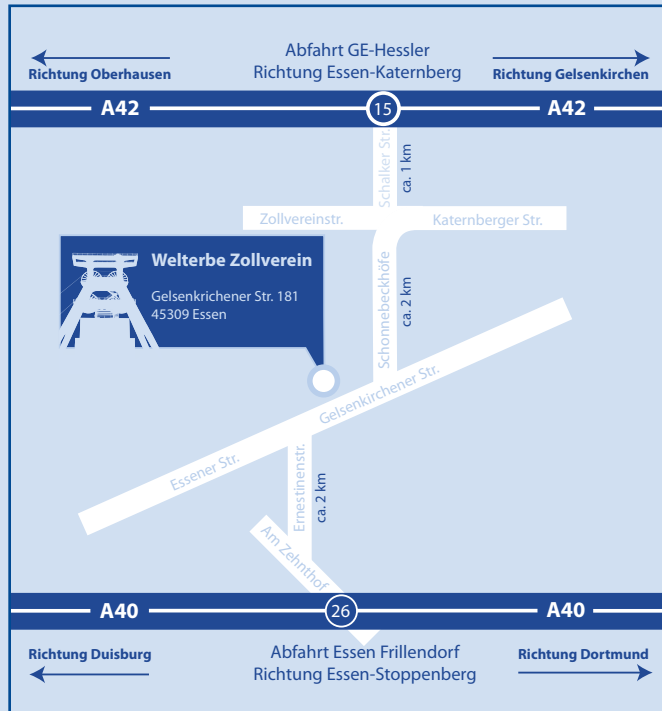 Abfahrt GE-Hessler
Richtung Oberhausen
Richtung Essen-Katernberg
Richtung Gelsenkirchen
A42
15
A42
Schalker Str.
ca. 1 km
Zollvereinstr.
Katernberger Str.
Welterbe Zollverein
Gelsenkrichener Str. 181
45309 Essen
Schonnebeckhöfe
ca. 2 km
Gelsenkirchener Str.
Essener Str.
Ernestinenstr.
ca. 2 km
Am Zehnthof
A40
26
A40
Richtung Duisburg
Abfahrt Essen Frillendorf
Richtung Dortmund
Richtung Essen-Stoppenberg